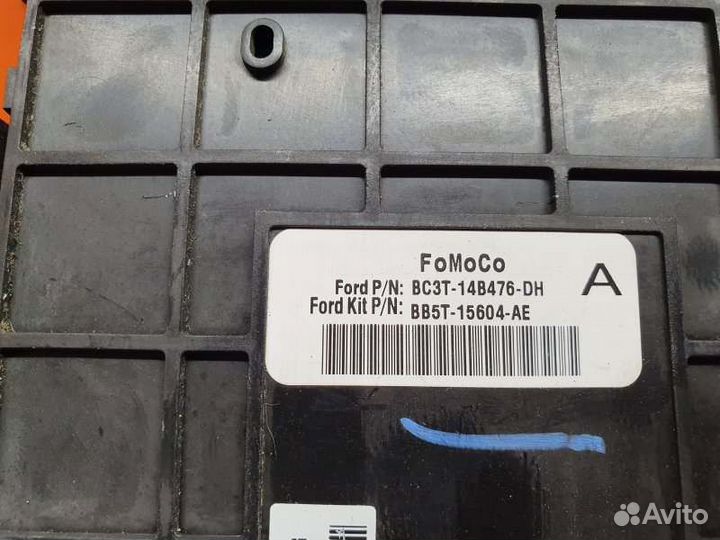 FoMoCo
Ford P/N: BC3T-14B476-DH
A
Ford Kit P/N: BB5T-15604-AE
Avito